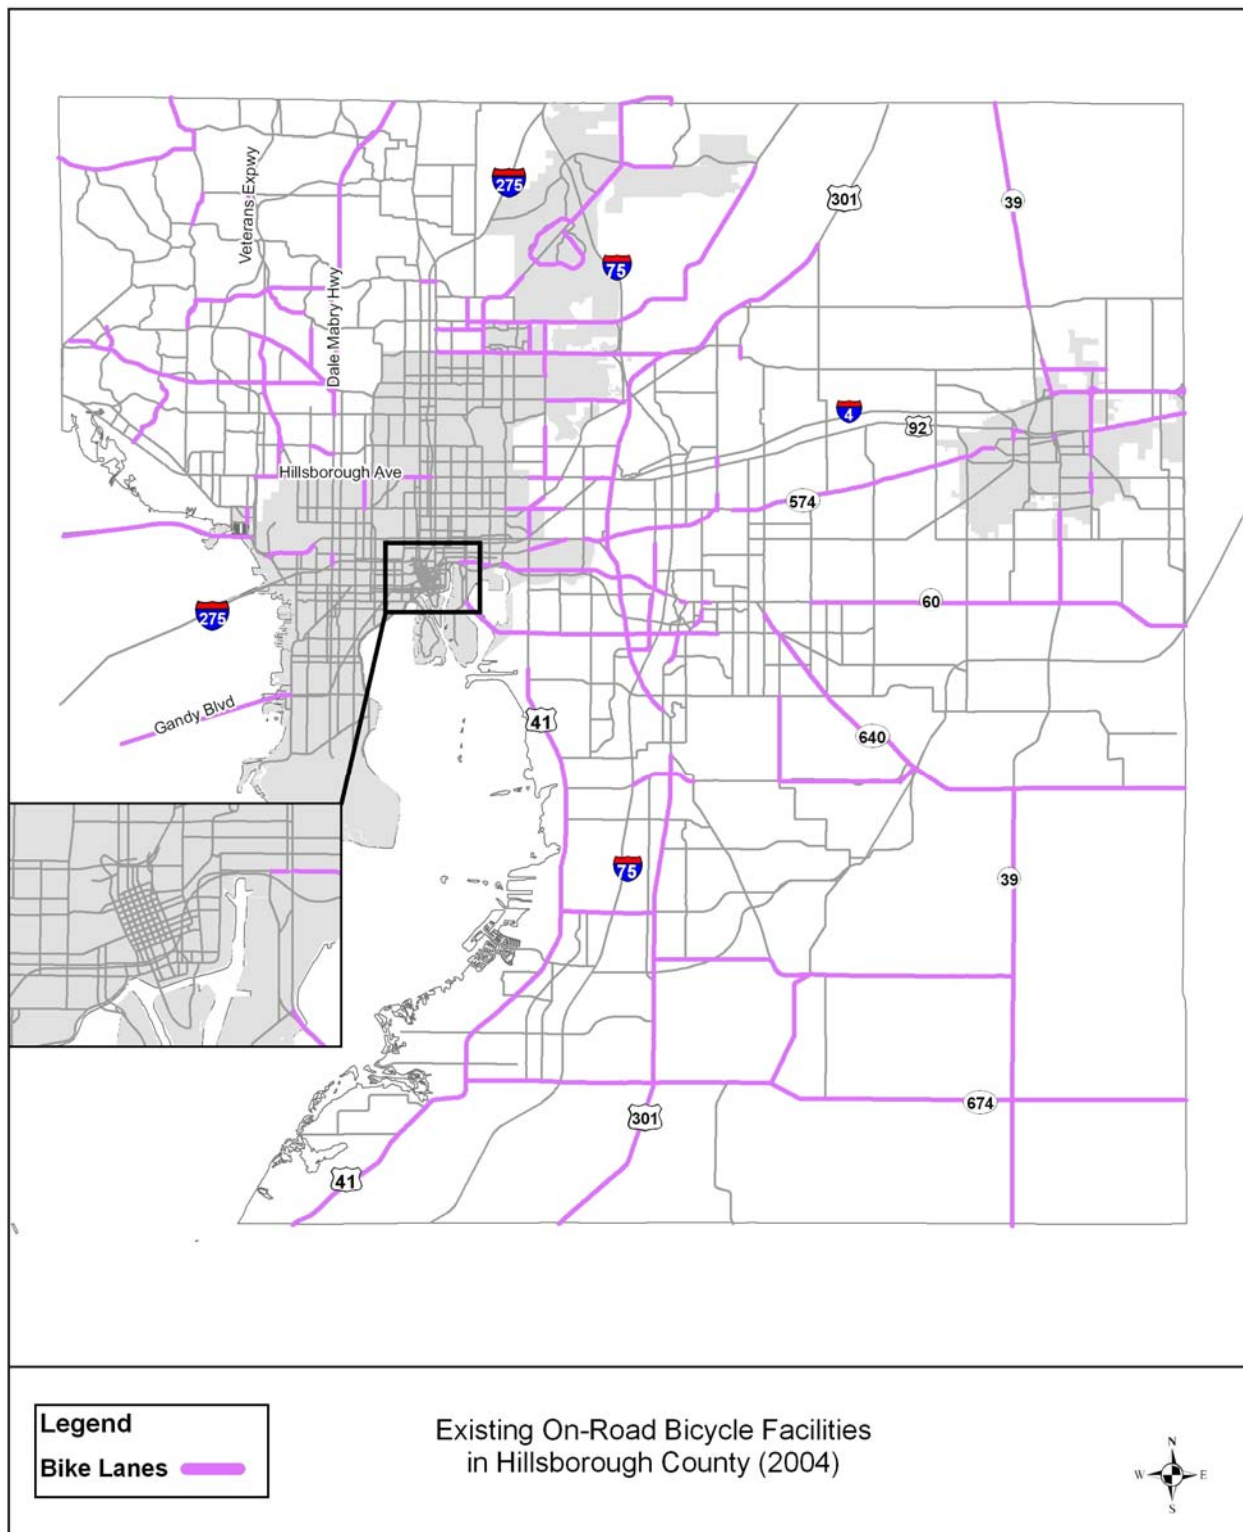 275
Veterans Expwy
301
39
75
Dale Mabry Hwy
4
92
Hillsborough Ave
574
60
275
Gandy Blvd
41
640
75
39
674
301
41
Legend
Bike Lanes
Existing On-Road Bicycle Facilities
in Hillsborough County (2004)
N
W
E
S